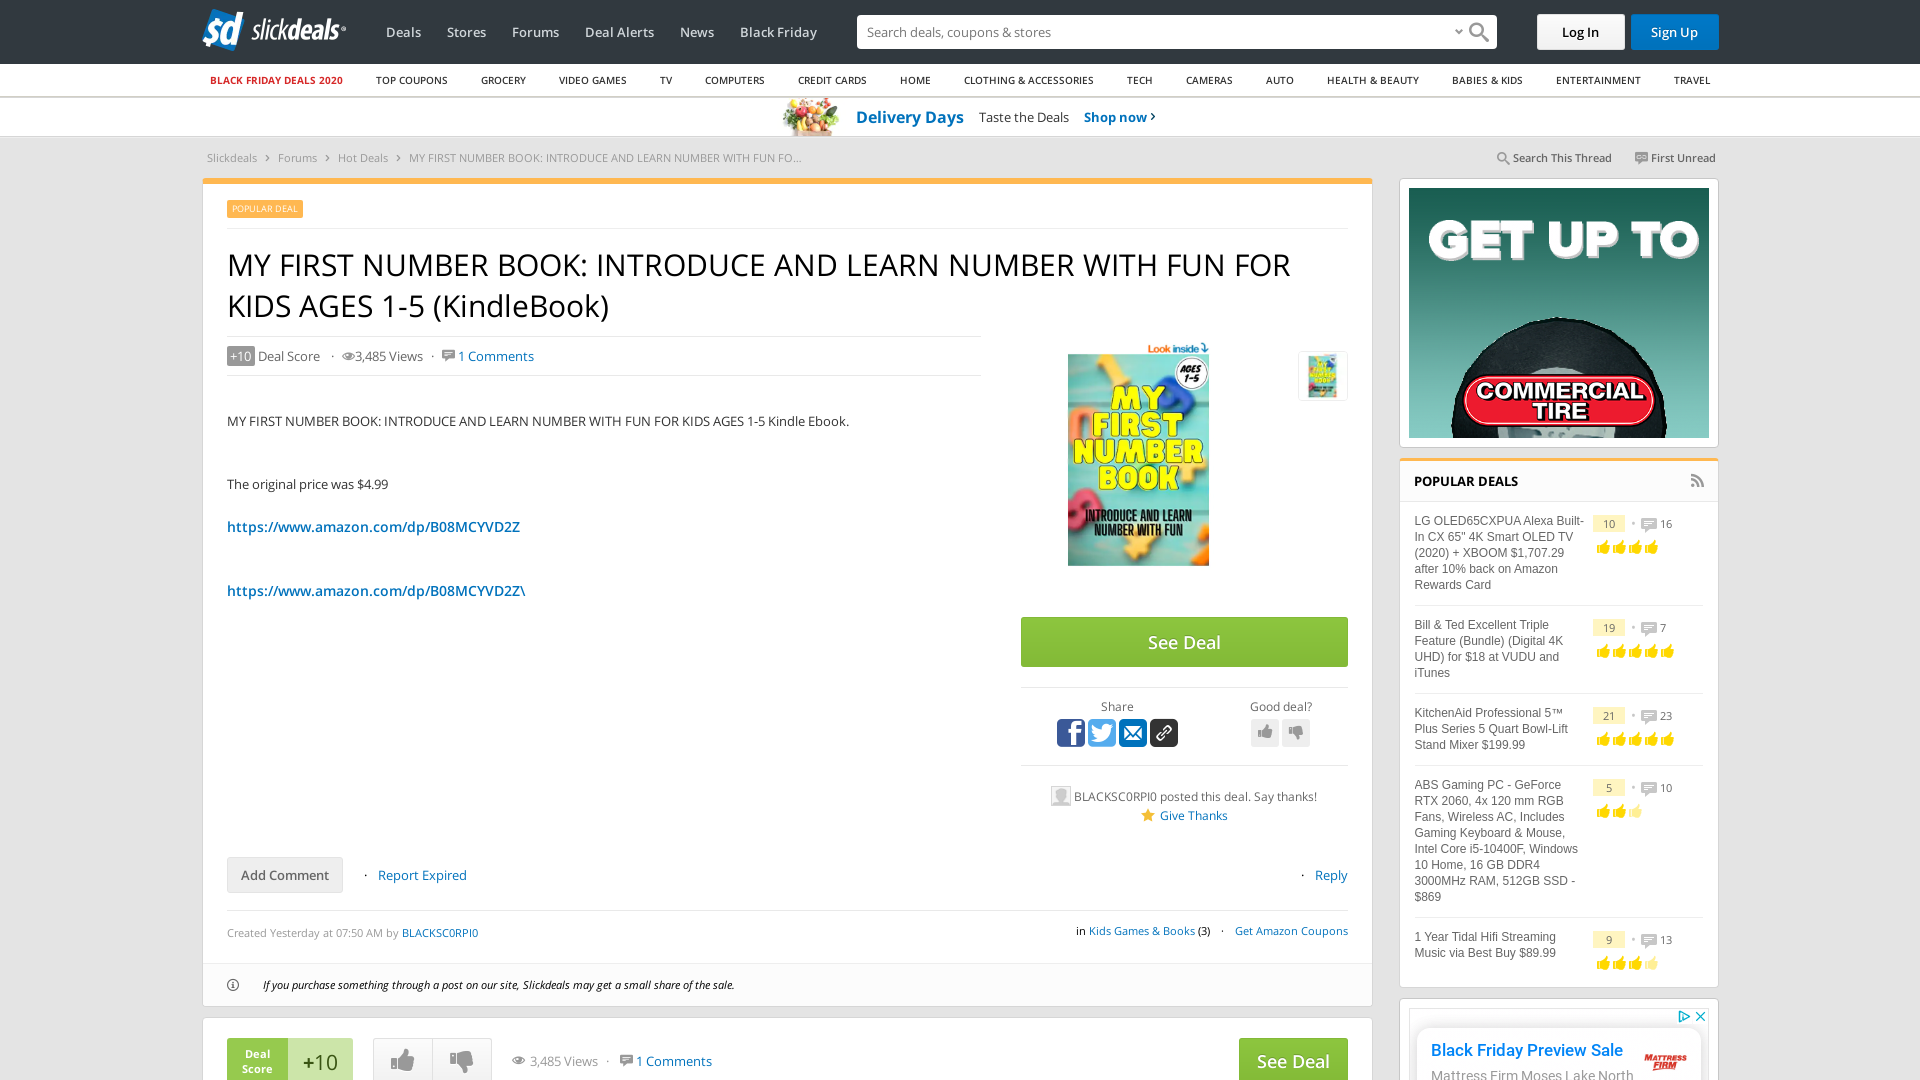 sd slickdeals
Deals Stores Forums Deal Alerts News Black Friday
Search deals, coupons & stores
Log In Sign Up
BLACK FRIDAY DEALS 2020 TOP COUPONS GROCERY VIDEO GAMES TV COMPUTERS CREDIT CARDS HOME CLOTHING & ACCESSORIES TECH CAMERAS AUTO HEALTH & BEAUTY BABIES & KIDS ENTERTAINMENT TRAVEL
Delivery Days Taste the Deals Shop now
Slickdeals Forums Hot Deals MY FIRST NUMBER BOOK: INTRODUCE AND LEARN NUMBER WITH FUN FO...
Search This Thread First Unread
POPULAR DEAL
MY FIRST NUMBER BOOK: INTRODUCE AND LEARN NUMBER WITH FUN FOR
KIDS AGES 1-5 (KindleBook)
+10 Deal Score · 3,485 Views · 1 Comments
MY FIRST NUMBER BOOK: INTRODUCE AND LEARN NUMBER WITH FUN FOR KIDS AGES 1-5 Kindle Ebook.
The original price was $4.99
https://www.amazon.com/dp/B08MCYVD2Z
https://www.amazon.com/dp/B08MCYVD2Z\
Look inside
AGES
1-5
MY
FIRST
NUMBER
BOOK
INTRODUCE AND LEARN
NUMBER WITH FUN
See Deal
Share
Good deal?
BLACKSC0RPI0 posted this deal. Say thanks!
Give Thanks
Add Comment · Report Expired
· Reply
Created Yesterday at 07:50 AM by BLACKSC0RPI0
in Kids Games & Books (3) · Get Amazon Coupons
If you purchase something through a post on our site, Slickdeals may get a small share of the sale.
Deal
Score
+10
3,485 Views · 1 Comments
See Deal
GET UP TO
COMMERCIAL
TIRE
POPULAR DEALS
LG OLED65CXPUA Alexa Built-
In CX 65" 4K Smart OLED TV
(2020) + XBOOM $1,707.29
after 10% back on Amazon
Rewards Card
10 • 16
Bill & Ted Excellent Triple
Feature (Bundle) (Digital 4K
UHD) for $18 at VUDU and
iTunes
19 • 7
KitchenAid Professional 5™
Plus Series 5 Quart Bowl-Lift
Stand Mixer $199.99
21 • 23
ABS Gaming PC - GeForce
RTX 2060, 4x 120 mm RGB
Fans, Wireless AC, Includes
Gaming Keyboard & Mouse,
Intel Core i5-10400F, Windows
10 Home, 16 GB DDR4
3000MHz RAM, 512GB SSD -
$869
5 • 10
1 Year Tidal Hifi Streaming
Music via Best Buy $89.99
9 • 13
Black Friday Preview Sale
MATTRESS
FIRM
Mattress Firm Moses Lake North